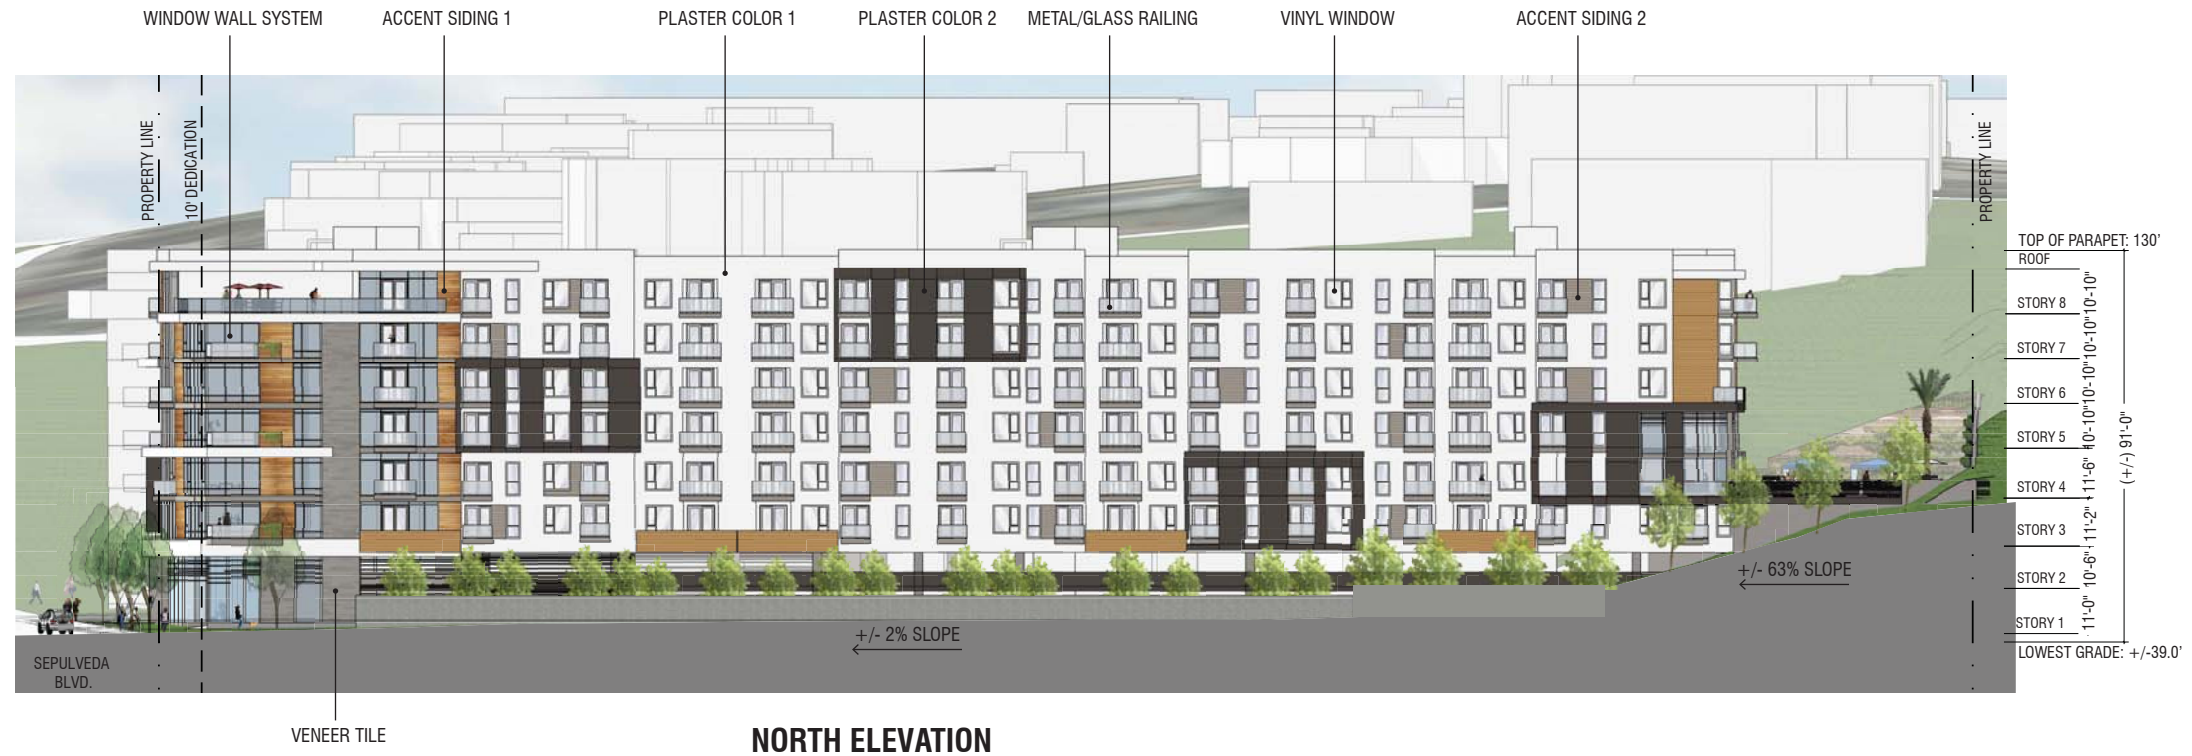 WINDOW WALL SYSTEM
ACCENT SIDING 1
PLASTER COLOR 1
PLASTER COLOR 2
METAL/GLASS RAILING
VINYL WINDOW
ACCENT SIDING 2
PROPERTY LINE
10' DEDICATION
PROPERTY LINE
TOP OF PARAPET: 130'
ROOF
10'-10"
STORY 8
10'-10"
STORY 7
10'-10"
STORY 6
10'-10"
STORY 5
11'-6"
STORY 4
11'-2"
STORY 3
10'-6"
STORY 2
11'-0"
STORY 1
(+/-) 91'-0"
LOWEST GRADE: +/-39.0'
+/- 63% SLOPE
+/- 2% SLOPE
SEPULVEDA
BLVD.
VENEER TILE
NORTH ELEVATION